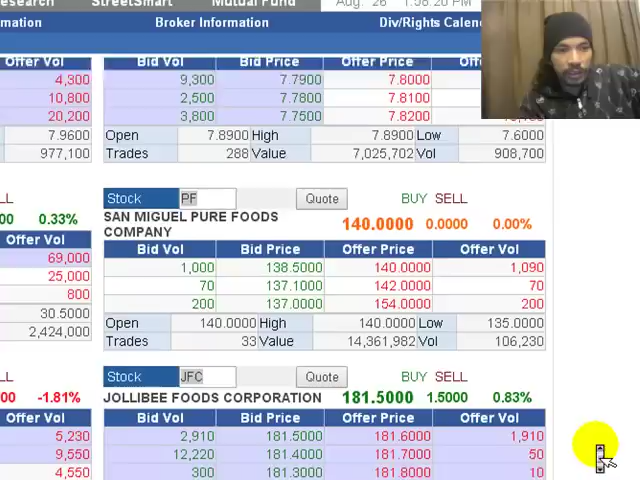 esearch StreetSmart Mutual Fund Aug. 26 1:58:20 PM
mation Broker Information Div/Rights Calend
Offer Vol Bid Vol Bid Price Offer Price Offer Vol
4,300 9,300 7.7900 7.8000
10,800 2,500 7.7800 7.8100
20,200 3,800 7.7500 7.8200
7.9600 Open 7.8900 High 7.8900 Low 7.6000
977,100 Trades 288 Value 7,025,702 Vol 908,700
LL Stock PF Quote BUY SELL
00 0.33% SAN MIGUEL PURE FOODS COMPANY 140.0000 0.0000 0.00%
Offer Vol Bid Vol Bid Price Offer Price Offer Vol
69,000 1,000 138.5000 140.0000 1,090
25,000 70 137.1000 142.0000 70
800 200 137.0000 154.0000 200
30.5000 Open 140.0000 High 140.0000 Low 135.0000
2,424,000 Trades 33 Value 14,361,982 Vol 106,230
LL Stock JFC Quote BUY SELL
00 -1.81% JOLLIBEE FOODS CORPORATION 181.5000 1.5000 0.83%
Offer Vol Bid Vol Bid Price Offer Price Offer Vol
5,230 2,910 181.5000 181.6000 1,910
9,550 12,220 181.4000 181.7000 50
4,550 300 181.3000 181.8000 10